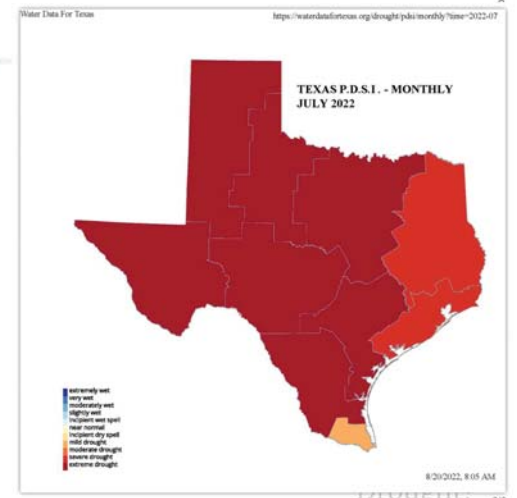 Water Data For Texas
https://waterdatafortexas.org/drought/pdsi/monthly?time=2022-07
TEXAS P.D.S.I . - MONTHLY
JULY 2022
extremely wet
very wet
moderately wet
slightly wet
incipient wet spell
near normal
incipient dry spell
mild drought
moderate drought
severe drought
extreme drought
8/20/2022, 8:05 AM